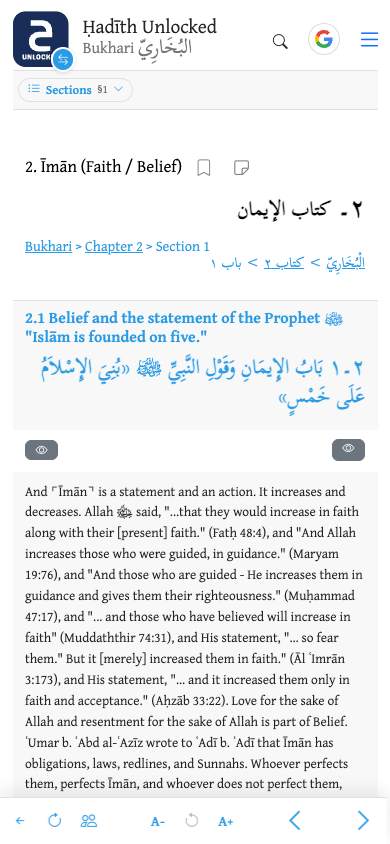 UNLOCK
Ḥadīth Unlocked
Bukhari البُخَارِيّ
Sections §1
2. Īmān (Faith / Belief)
٢۔ كتاب الإيمان
Bukhari > Chapter 2 > Section 1
الْبُخَارِيّ > كتاب ٢ > باب ١
2.1 Belief and the statement of the Prophet ﷺ
"Islām is founded on five."
٢.١ بَابُ الإِيمَانِ وَقَوْلِ النَّبِيِّ ﷺ «بُنِيَ الإِسْلاَمُ
عَلَى خَمْسٍ»
And ⌜Īmān⌝ is a statement and an action. It increases and
decreases. Allah ﷺ said, "...that they would increase in faith
along with their [present] faith." (Fatḥ 48:4), and "And Allah
increases those who were guided, in guidance." (Maryam
19:76), and "And those who are guided - He increases them in
guidance and gives them their righteousness." (Muḥammad
47:17), and "... and those who have believed will increase in
faith" (Muddaththir 74:31), and His statement, "... so fear
them." But it [merely] increased them in faith." (Āl ʿImrān
3:173), and His statement, "... and it increased them only in
faith and acceptance." (Aḥzāb 33:22). Love for the sake of
Allah and resentment for the sake of Allah is part of Belief.
ʿUmar b. ʿAbd al-ʿAzīz wrote to ʿAdī b. ʿAdī that Īmān has
obligations, laws, redlines, and Sunnahs. Whoever perfects
them, perfects Īmān, and whoever does not perfect them,
A- A+